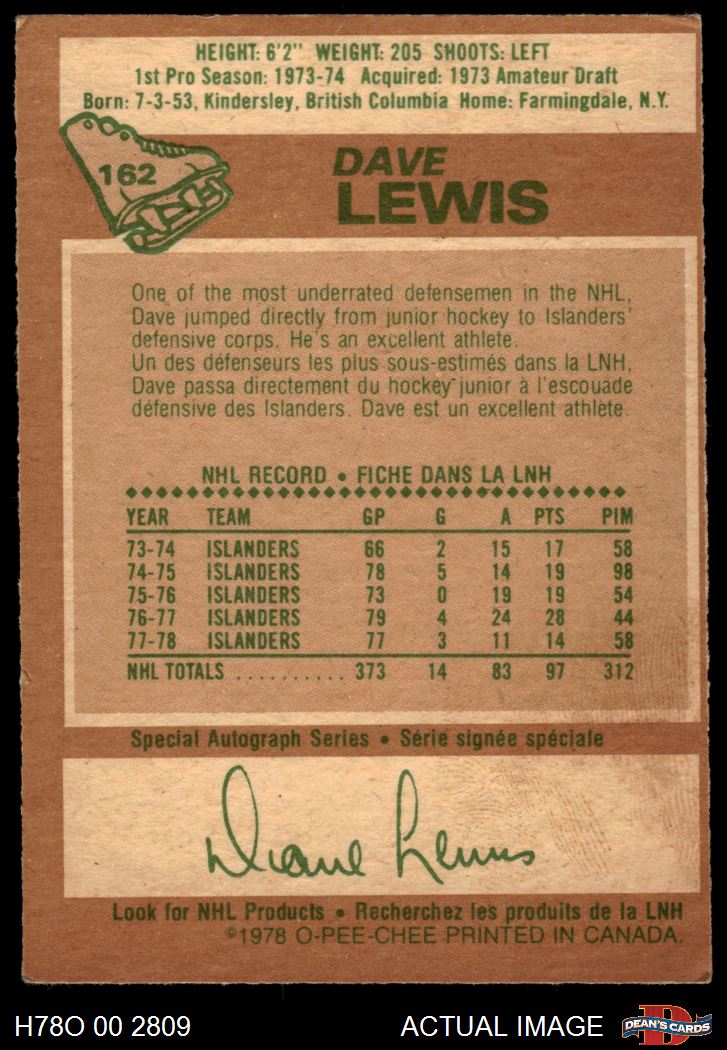 HEIGHT: 6'2" WEIGHT: 205 SHOOTS: LEFT
1st Pro Season: 1973-74 Acquired: 1973 Amateur Draft
Born: 7-3-53, Kindersley, British Columbia Home: Farmingdale, N.Y.
162
DAVE
LEWIS
One of the most underrated defensemen in the NHL,
Dave jumped directly from junior hockey to Islanders'
defensive corps. He's an excellent athlete.
Un des défenseurs les plus sous-estimés dans la LNH,
Dave passa directement du hockey junior à l'escouade
défensive des Islanders. Dave est un excellent athlète.
NHL RECORD • FICHE DANS LA LNH
YEAR TEAM GP G A PTS PIM
73-74 ISLANDERS 66 2 15 17 58
74-75 ISLANDERS 78 5 14 19 98
75-76 ISLANDERS 73 0 19 19 54
76-77 ISLANDERS 79 4 24 28 44
77-78 ISLANDERS 77 3 11 14 58
NHL TOTALS .......... 373 14 83 97 312
Special Autograph Series • Série signée spéciale
Diane Lewis
Look for NHL Products • Recherchez les produits de la LNH
©1978 O-PEE-CHEE PRINTED IN CANADA.
H78O 00 2809 ACTUAL IMAGE D DEAN'S CARDS